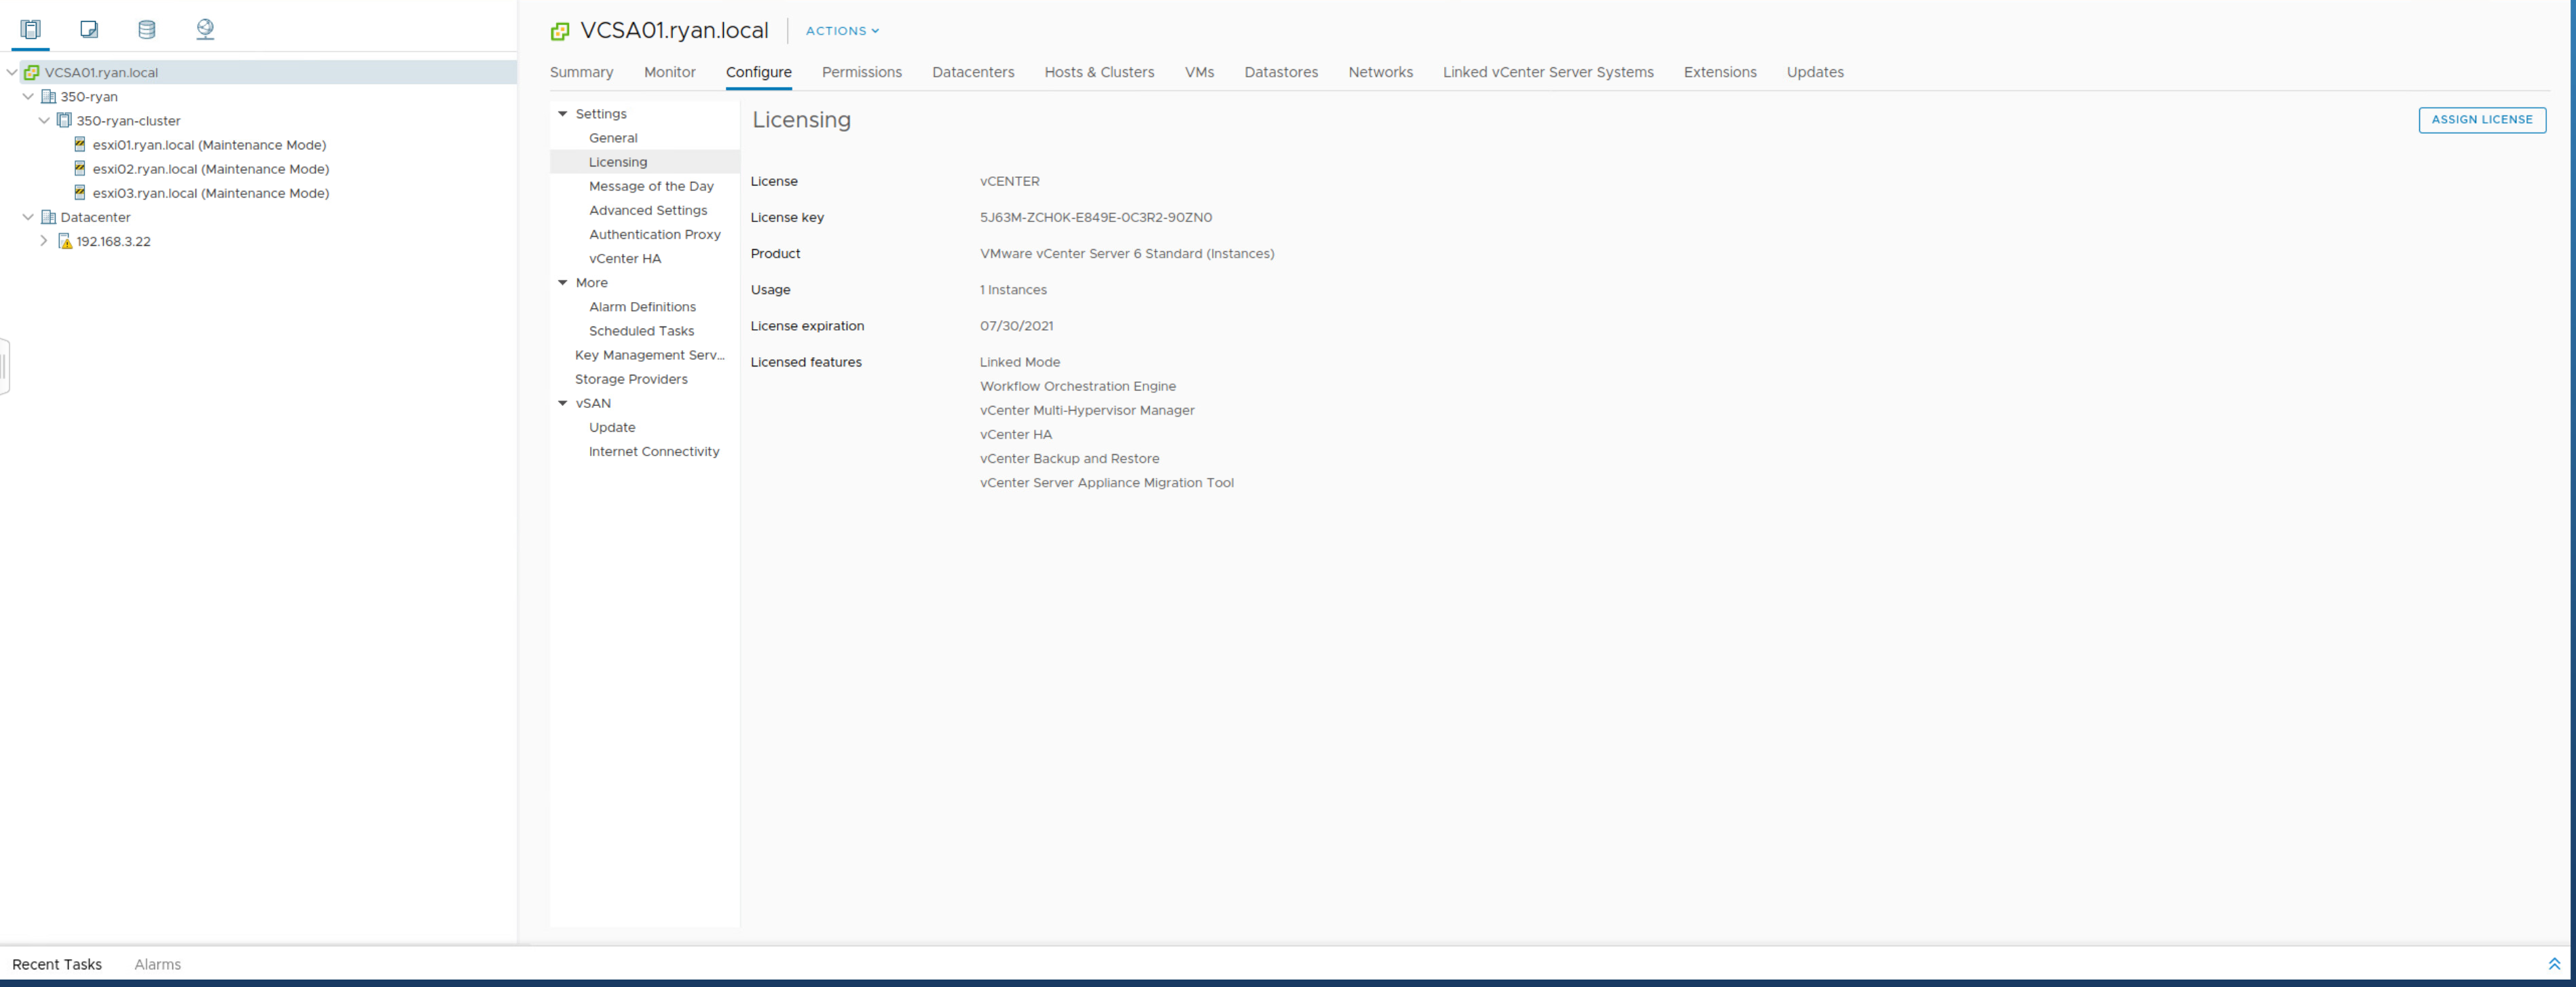 VCSA01.ryan.local
350-ryan
350-ryan-cluster
esxi01.ryan.local (Maintenance Mode)
esxi02.ryan.local (Maintenance Mode)
esxi03.ryan.local (Maintenance Mode)
Datacenter
192.168.3.22
VCSA01.ryan.local ACTIONS
Summary Monitor Configure Permissions Datacenters Hosts & Clusters VMs Datastores Networks Linked vCenter Server Systems Extensions Updates
Settings
General
Licensing
Message of the Day
Advanced Settings
Authentication Proxy
vCenter HA
More
Alarm Definitions
Scheduled Tasks
Key Management Serv...
Storage Providers
vSAN
Update
Internet Connectivity
Licensing
ASSIGN LICENSE
License vCENTER
License key 5J63M-ZCH0K-E849E-0C3R2-90ZN0
Product VMware vCenter Server 6 Standard (Instances)
Usage 1 Instances
License expiration 07/30/2021
Licensed features Linked Mode
Workflow Orchestration Engine
vCenter Multi-Hypervisor Manager
vCenter HA
vCenter Backup and Restore
vCenter Server Appliance Migration Tool
Recent Tasks Alarms